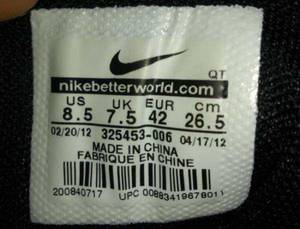 QT
nikebetterworld.com
US UK EUR cm
8.5 7.5 42 26.5
02/20/12 325453-006 04/17/12
MADE IN CHINA
FABRIQUE EN CHINE
200840717 UPC 00883419678011